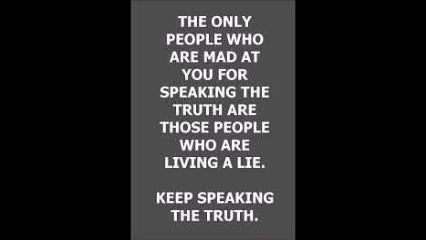 THE ONLY
PEOPLE WHO
ARE MAD AT
YOU FOR
SPEAKING THE
TRUTH ARE
THOSE PEOPLE
WHO ARE
LIVING A LIE.
KEEP SPEAKING
THE TRUTH.